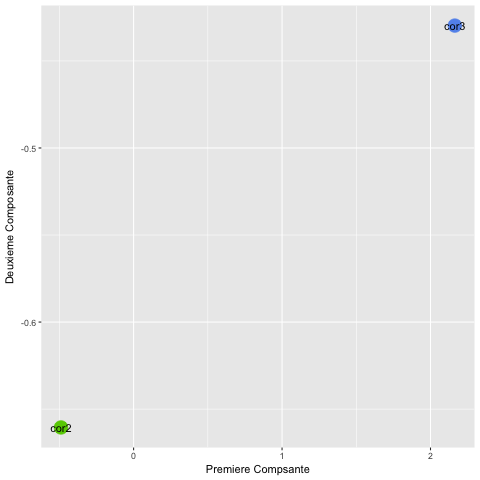 cor3
-0.5
Deuxieme Composante
-0.6
cor2
0 1 2
Premiere Compsante